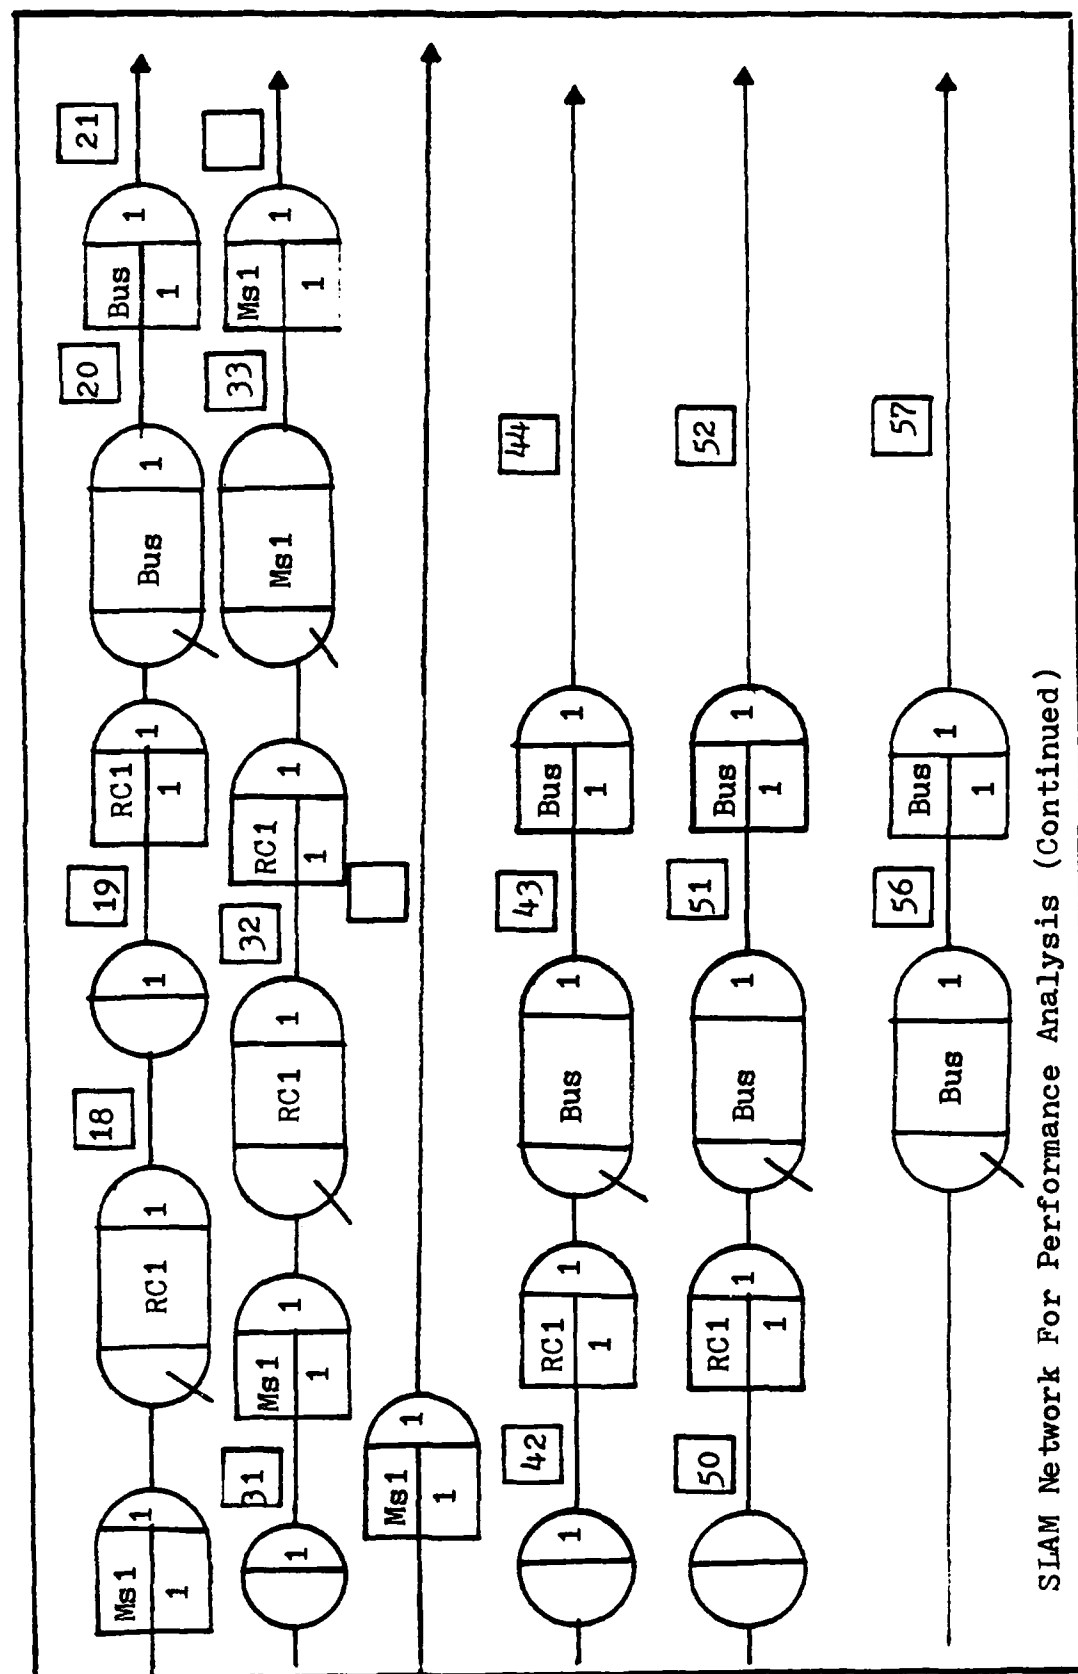 18 19 20 21
Ms1 1 RC1 1 1 RC1 1 Bus 1 Bus 1
1 1 1
31 32 33
1 Ms1 1 RC1 1 RC1 1 Ms1 Ms1 1
1 1 1
Ms1 1
1
42 43 44
1 RC1 1 Bus 1 Bus 1
1 1
50 51 52
RC1 1 Bus 1 Bus 1
1 1
56 57
Bus 1 Bus 1
1
SLAM Network For Performance Analysis (Continued)